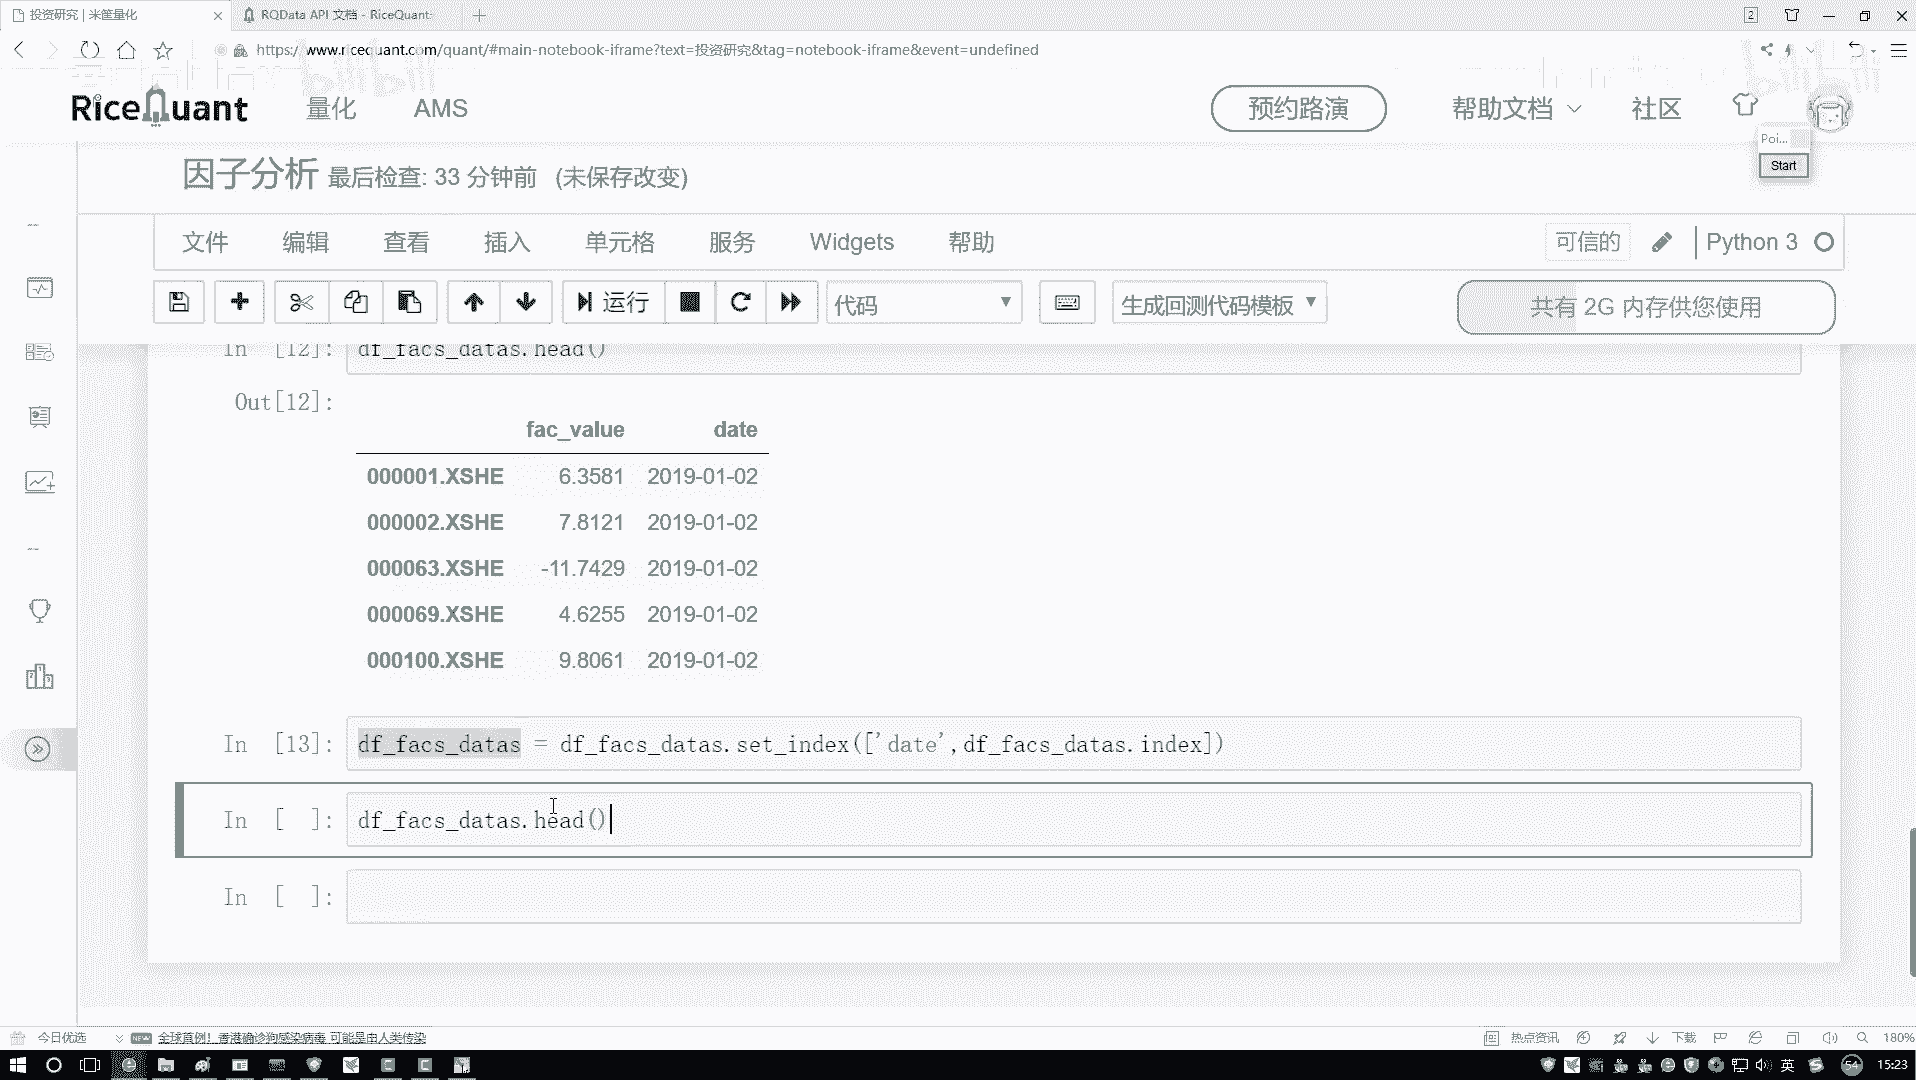 投资研究 | 米筐量化
RQData API 文档 - RiceQuant
2
https://www.ricequant.com/quant/#main-notebook-iframe?text=投资研究&tag=notebook-iframe&event=undefined
bilibili
bilibili
RiceQuant 量化 AMS 预约路演 帮助文档 社区
Poi...
Start
因子分析 最后检查: 33 分钟前 (未保存改变)
文件 编辑 查看 插入 单元格 服务 Widgets 帮助 可信的 Python 3
运行 代码 生成回测代码模板 共有 2G 内存供您使用
In [12]: df_facs_datas.head()
Out[12]:
fac_value date
000001.XSHE 6.3581 2019-01-02
000002.XSHE 7.8121 2019-01-02
000063.XSHE -11.7429 2019-01-02
000069.XSHE 4.6255 2019-01-02
000100.XSHE 9.8061 2019-01-02
In [13]: df_facs_datas = df_facs_datas.set_index(['date',df_facs_datas.index])
In [ ]: df_facs_datas.head()
In [ ]:
今日优选 NEW 全球首例！香港确诊狗感染病毒 可能是由人类传染 热点资讯 下载 180%
英 54 15:23